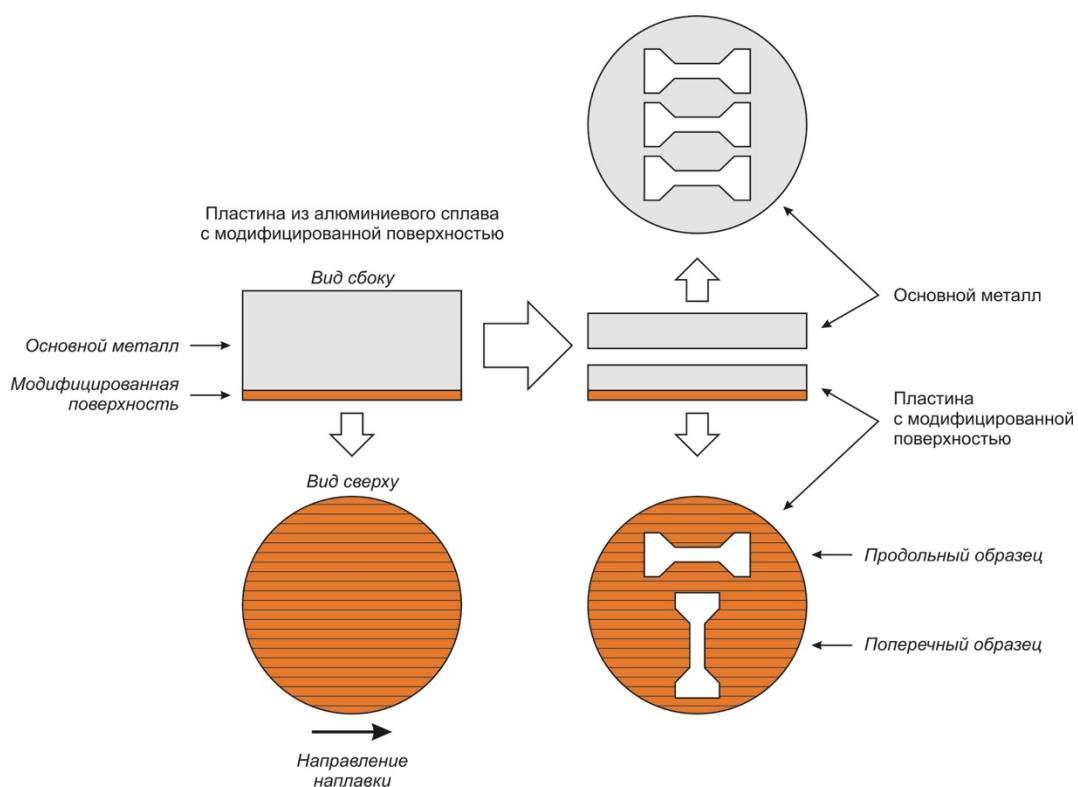 Пластина из алюминиевого сплава
с модифицированной поверхностью
Вид сбоку
Основной металл
Модифицированная
поверхность
Вид сверху
Направление
наплавки
Основной металл
Пластина
с модифицированной
поверхностью
Продольный образец
Поперечный образец